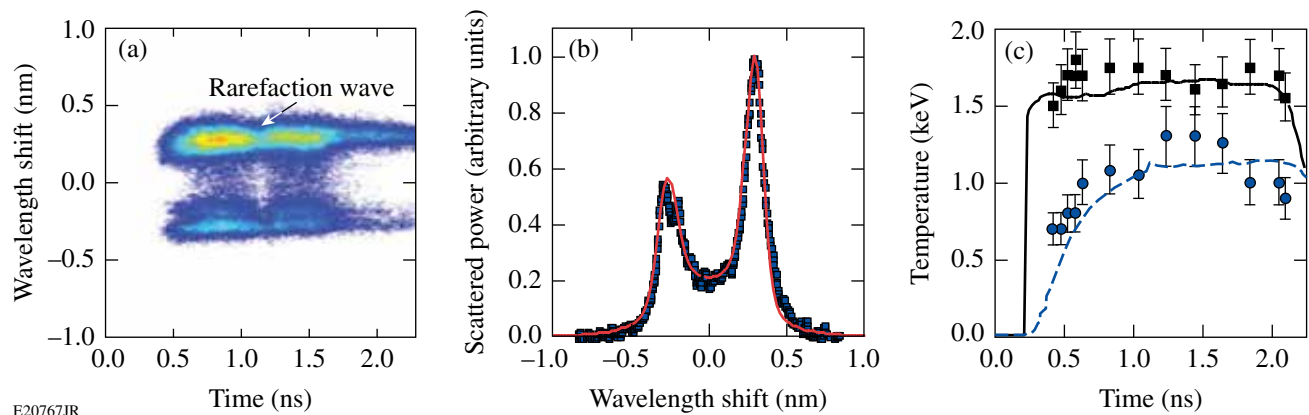 (a)
Rarefaction wave
Wavelength shift (nm)
1.0
0.5
0.0
−0.5
−1.0
0.0 0.5 1.0 1.5 2.0
Time (ns)
E20767JR
(b)
Scattered power (arbitrary units)
1.0
0.8
0.6
0.4
0.2
0.0
−1.0 −0.5 0.0 0.5 1.0
Wavelength shift (nm)
(c)
Temperature (keV)
2.0
1.5
1.0
0.5
0.0
0.0 0.5 1.0 1.5 2.0
Time (ns)